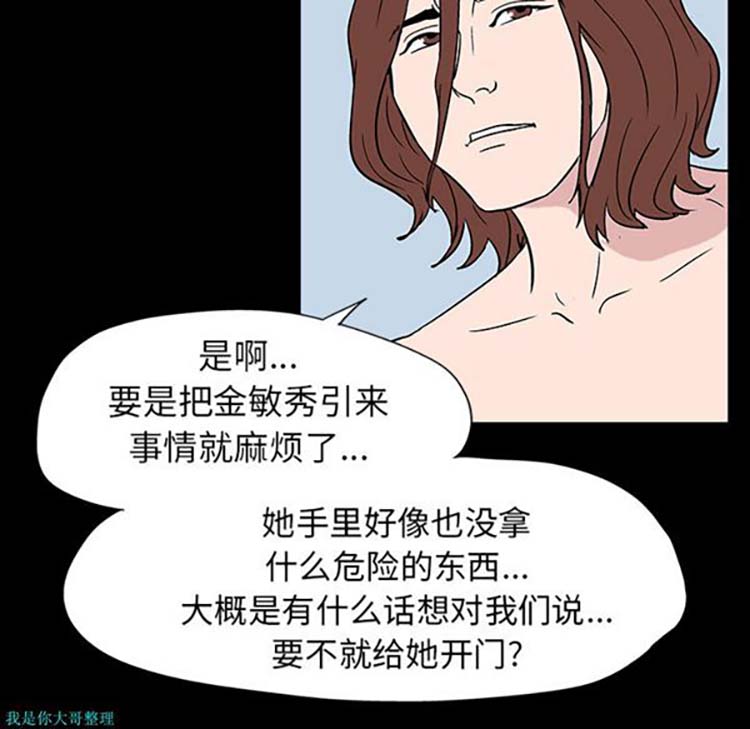 是啊...
要是把金敏秀引来
事情就麻烦了...
她手里好像也没拿
什么危险的东西...
大概是有什么话想对我们说...
要不就给她开门?
我是你大哥整理